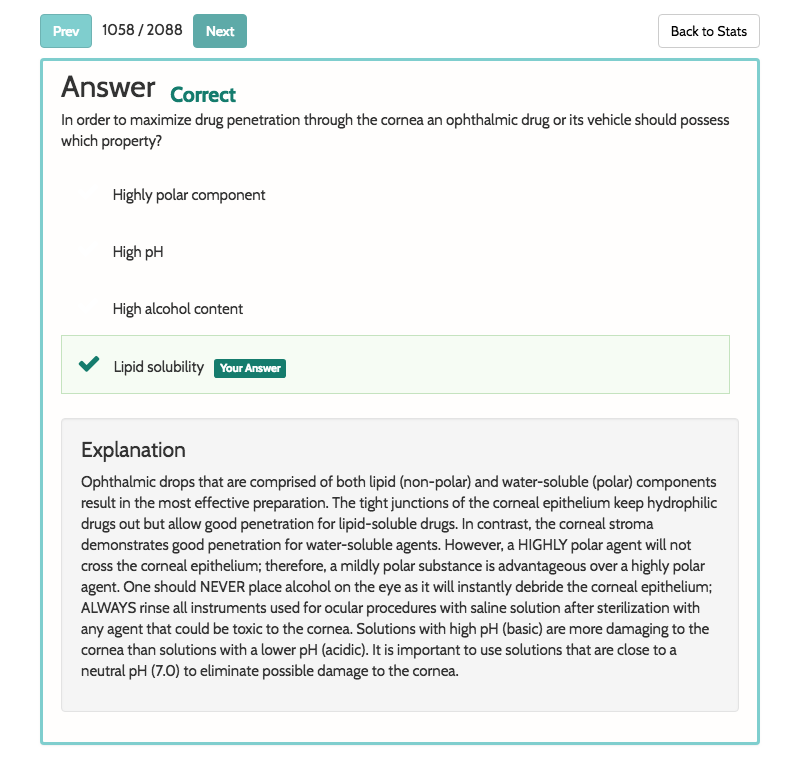 Prev 1058 / 2088 Next Back to Stats
Answer Correct
In order to maximize drug penetration through the cornea an ophthalmic drug or its vehicle should possess
which property?
Highly polar component
High pH
High alcohol content
Lipid solubility Your Answer
Explanation
Ophthalmic drops that are comprised of both lipid (non-polar) and water-soluble (polar) components
result in the most effective preparation. The tight junctions of the corneal epithelium keep hydrophilic
drugs out but allow good penetration for lipid-soluble drugs. In contrast, the corneal stroma
demonstrates good penetration for water-soluble agents. However, a HIGHLY polar agent will not
cross the corneal epithelium; therefore, a mildly polar substance is advantageous over a highly polar
agent. One should NEVER place alcohol on the eye as it will instantly debride the corneal epithelium;
ALWAYS rinse all instruments used for ocular procedures with saline solution after sterilization with
any agent that could be toxic to the cornea. Solutions with high pH (basic) are more damaging to the
cornea than solutions with a lower pH (acidic). It is important to use solutions that are close to a
neutral pH (7.0) to eliminate possible damage to the cornea.